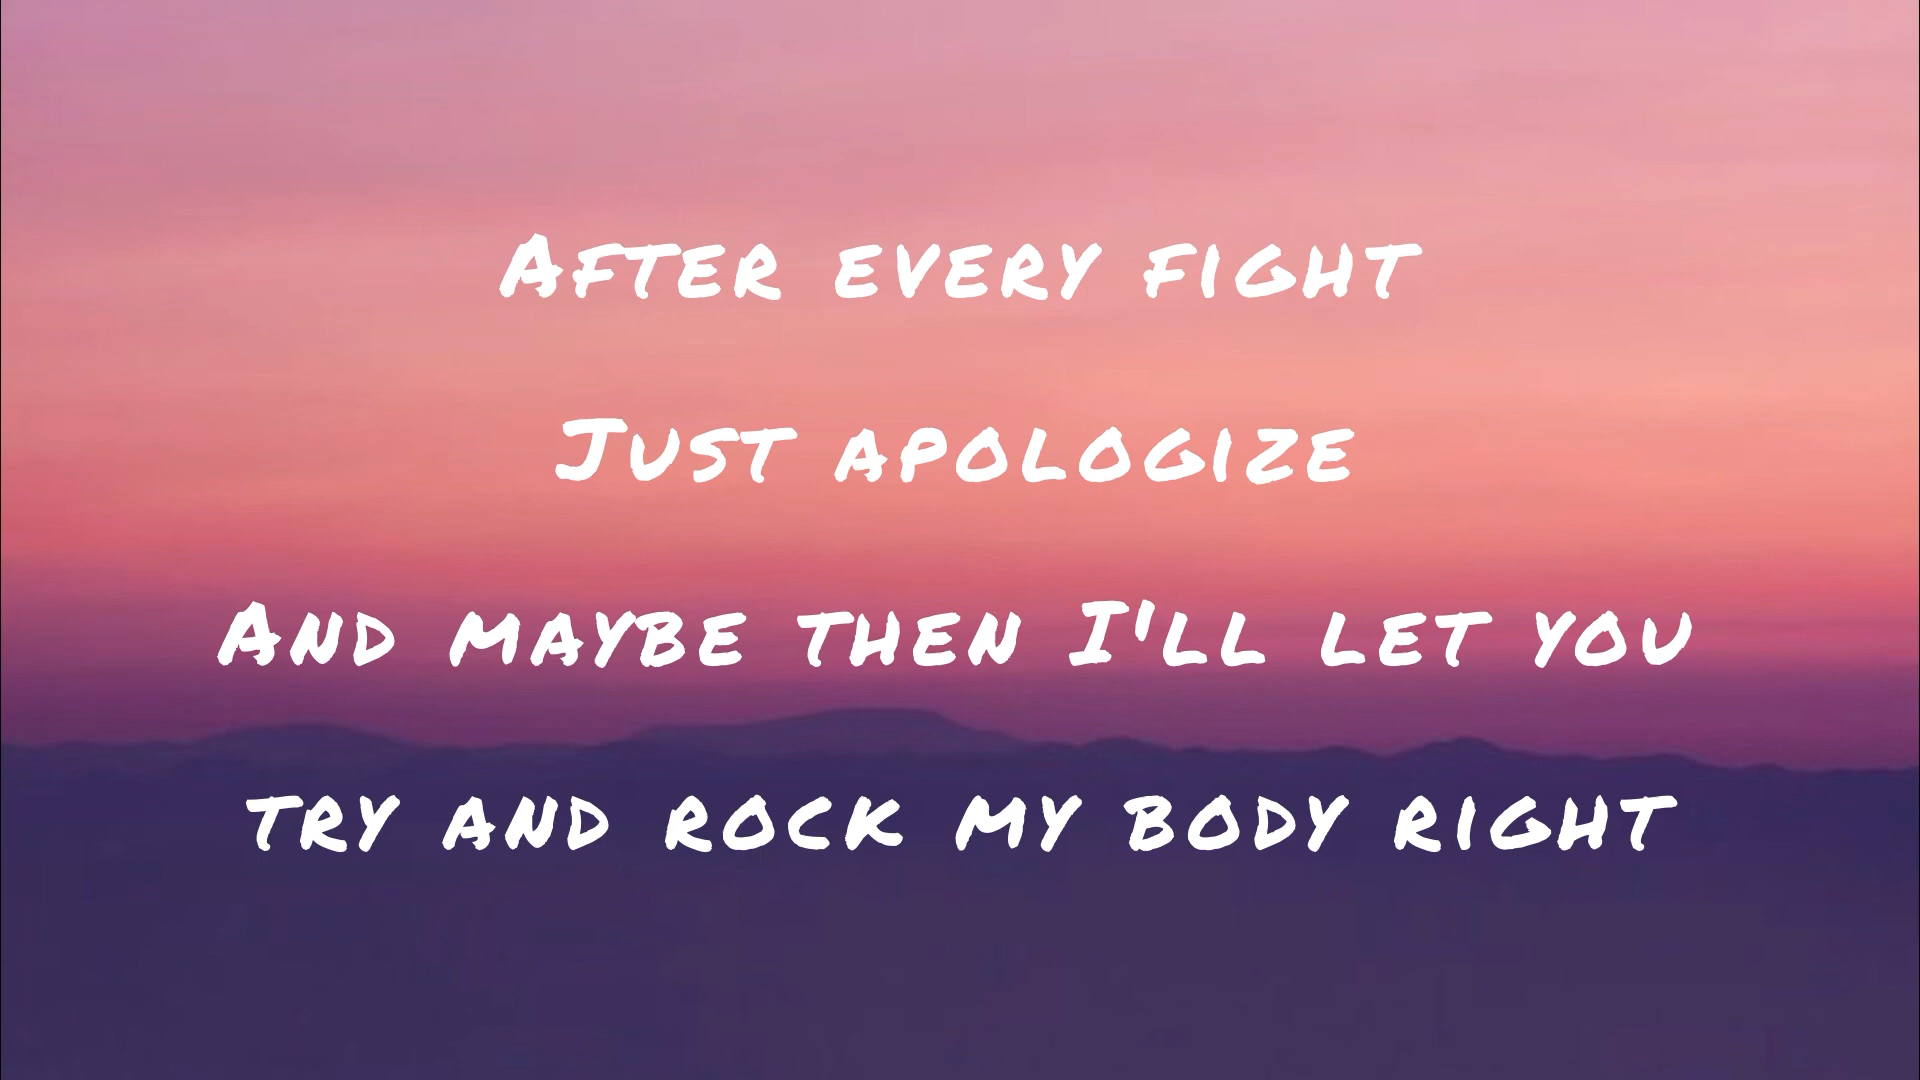 After every fight
Just apologize
And maybe then I'll let you
try and rock my body right